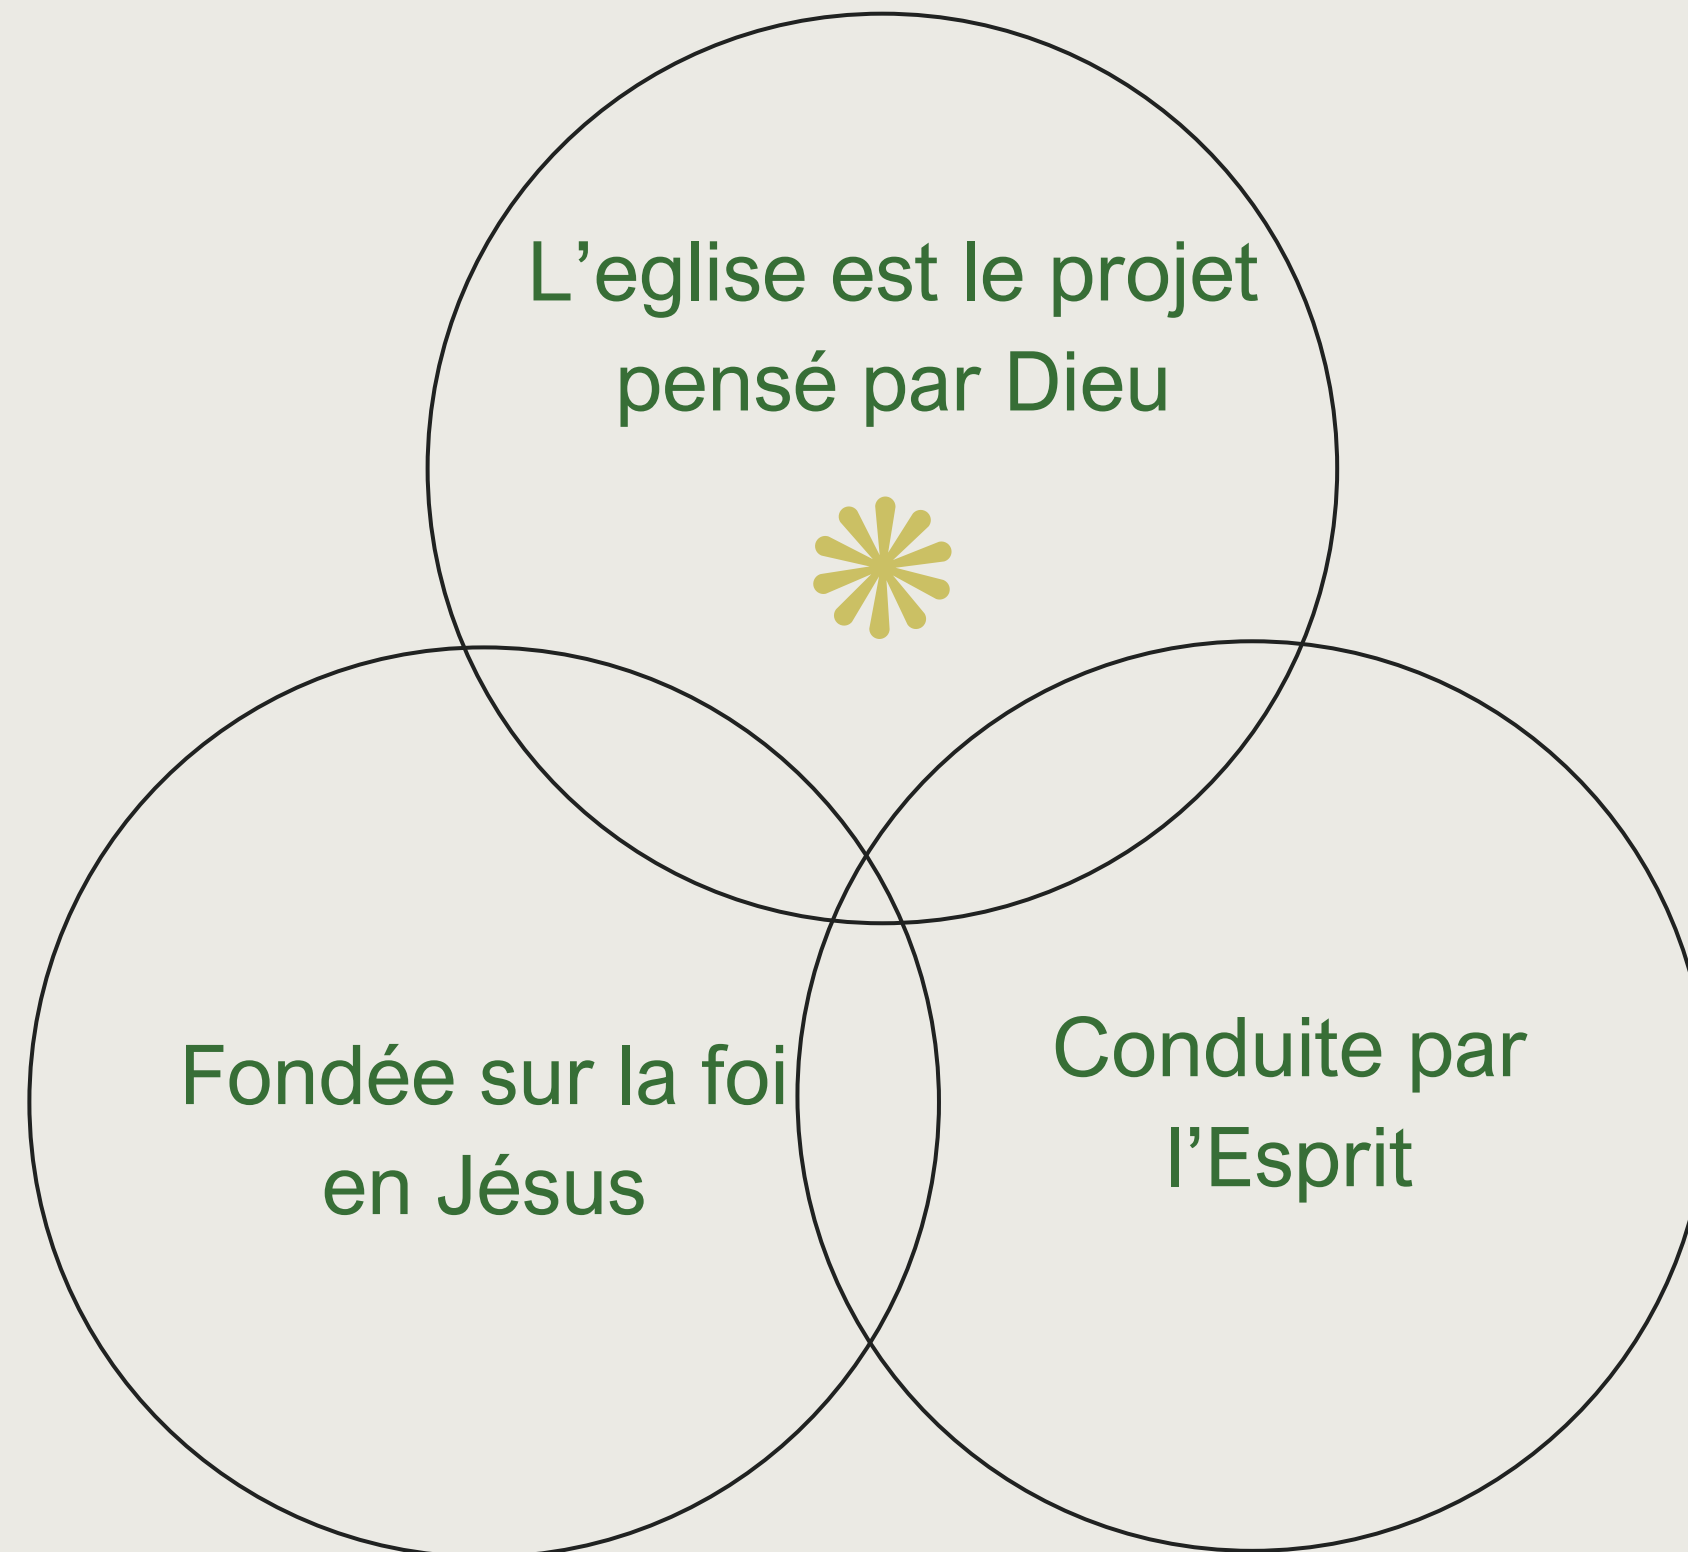 L’eglise est le projet
pensé par Dieu
Fondée sur la foi
en Jésus
Conduite par
l’Esprit